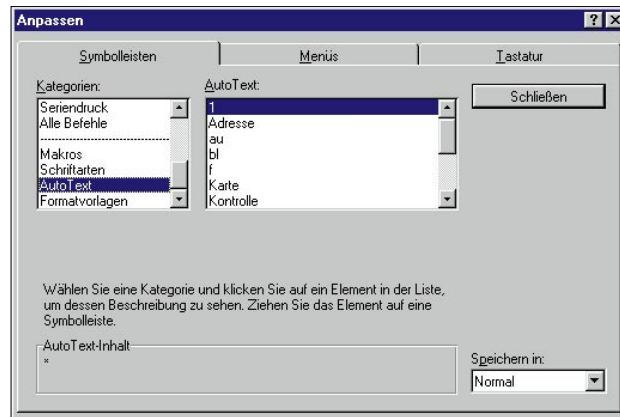 Anpassen
Symbolleisten Menüs Tastatur
Kategorien: AutoText:
Seriendruck
Alle Befehle
Makros
Schriftarten
AutoText
Formatvorlagen
1
Adresse
au
bl
f
Karte
Kontrolle
Schließen
Wählen Sie eine Kategorie und klicken Sie auf ein Element in der Liste,
um dessen Beschreibung zu sehen. Ziehen Sie das Element auf eine
Symbolleiste.
AutoText-Inhalt
*
Speichern in:
Normal